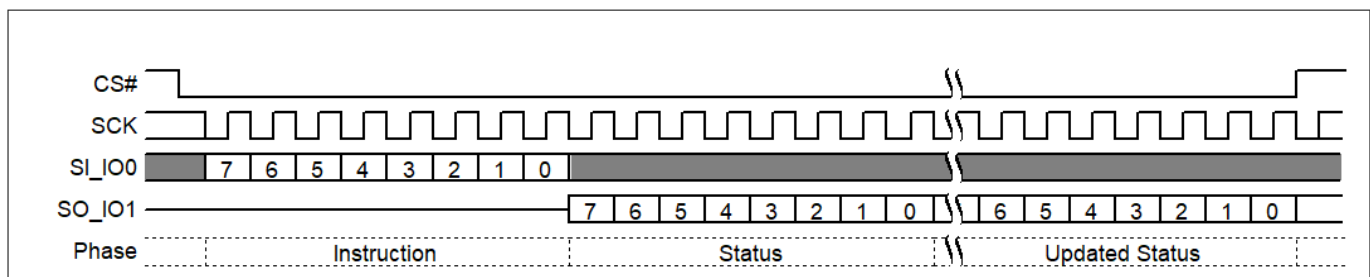 CS#
SCK
SI_IO0 7 6 5 4 3 2 1 0
SO_IO1 7 6 5 4 3 2 1 0 6 5 4 3 2 1 0
Phase Instruction Status Updated Status